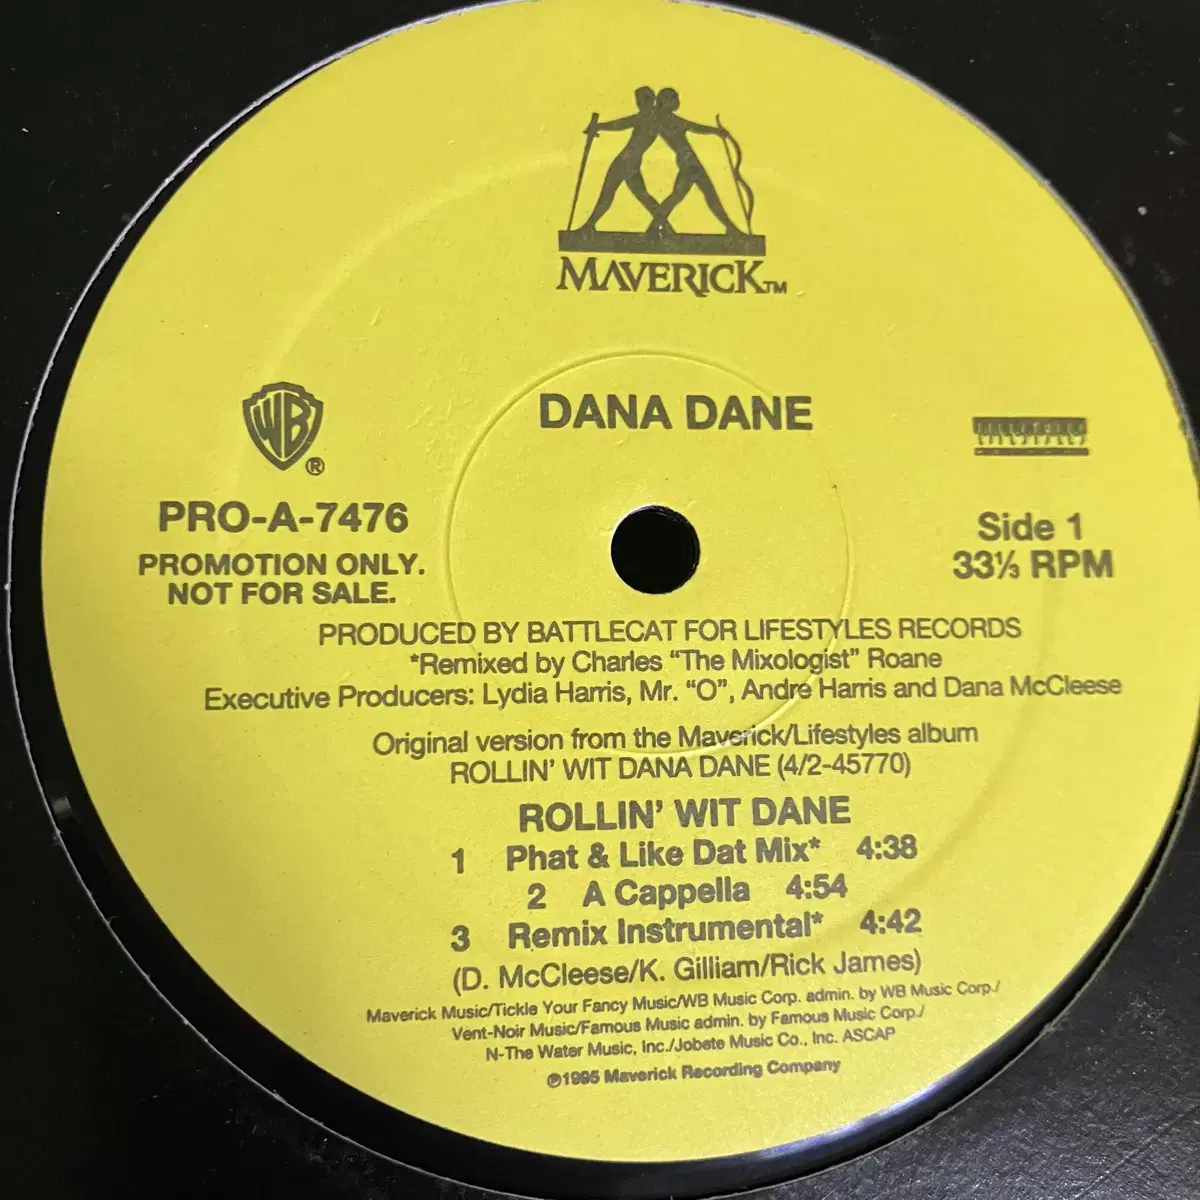 MAVERICK™
DANA DANE
WB®
PRO-A-7476
PROMOTION ONLY.
NOT FOR SALE.
Side 1
33⅓ RPM
PRODUCED BY BATTLECAT FOR LIFESTYLES RECORDS
*Remixed by Charles “The Mixologist” Roane
Executive Producers: Lydia Harris, Mr. “O”, Andre Harris and Dana McCleese
Original version from the Maverick/Lifestyles album
ROLLIN’ WIT DANA DANE (4/2-45770)
ROLLIN’ WIT DANE
1 Phat & Like Dat Mix* 4:38
2 A Cappella 4:54
3 Remix Instrumental* 4:42
(D. McCleese/K. Gilliam/Rick James)
Maverick Music/Tickle Your Fancy Music/WB Music Corp. admin. by WB Music Corp./
Vent-Noir Music/Famous Music admin. by Famous Music Corp./
N-The Water Music, Inc./Jobete Music Co., Inc. ASCAP
℗1995 Maverick Recording Company